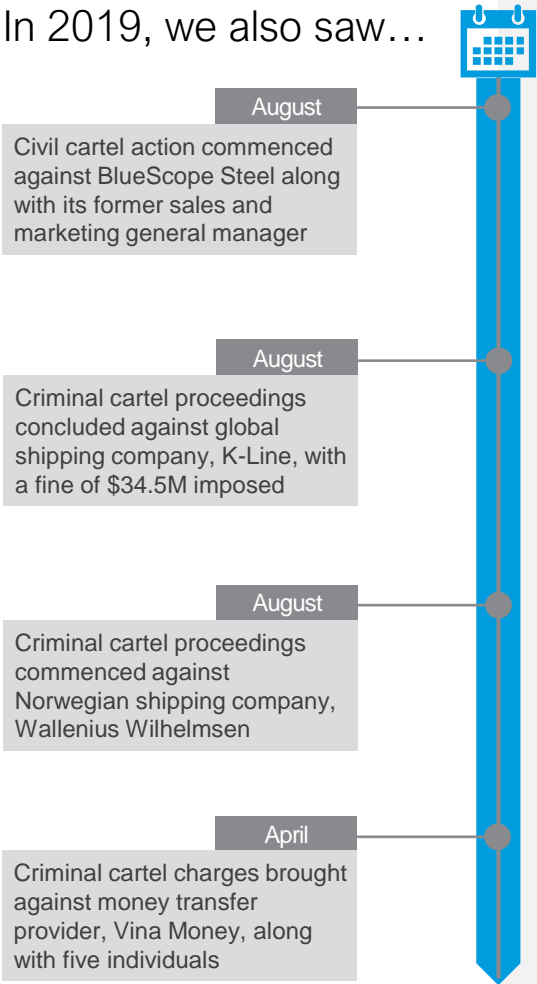 In 2019, we also saw…
August
Civil cartel action commenced
against BlueScope Steel along
with its former sales and
marketing general manager
August
Criminal cartel proceedings
concluded against global
shipping company, K-Line, with
a fine of $34.5M imposed
August
Criminal cartel proceedings
commenced against
Norwegian shipping company,
Wallenius Wilhelmsen
April
Criminal cartel charges brought
against money transfer
provider, Vina Money, along
with five individuals